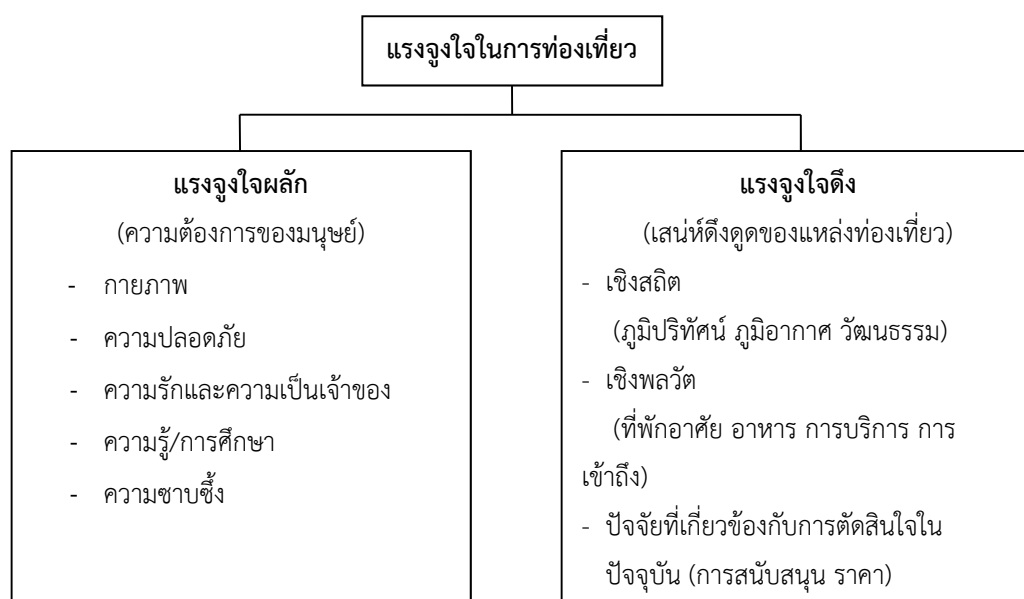 แรงจูงใจในการท่องเที่ยว
แรงจูงใจผลัก
(ความต้องการของมนุษย์)
- กายภาพ
- ความปลอดภัย
- ความรักและความเป็นเจ้าของ
- ความรู้/การศึกษา
- ความซาบซึ้ง
แรงจูงใจดึง
(เสน่ห์ดึงดูดของแหล่งท่องเที่ยว)
- เชิงสถิต
(ภูมิปริทัศน์ ภูมิอากาศ วัฒนธรรม)
- เชิงพลวัต
(ที่พักอาศัย อาหาร การบริการ การ
เข้าถึง)
- ปัจจัยที่เกี่ยวข้องกับการตัดสินใจใน
ปัจจุบัน (การสนับสนุน ราคา)